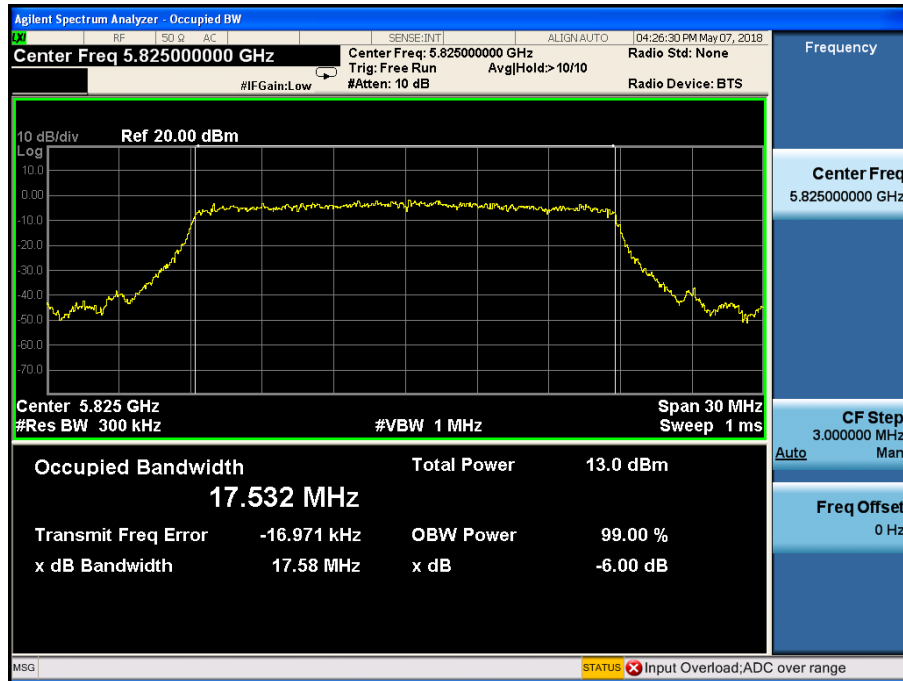 Agilent Spectrum Analyzer - Occupied BW
LXI RF 50 Ω AC SENSE:INT ALIGN AUTO 04:26:30 PM May 07, 2018
Center Freq 5.825000000 GHz
Center Freq: 5.825000000 GHz
Radio Std: None
Trig: Free Run Avg|Hold:>10/10
#IFGain:Low
#Atten: 10 dB
Radio Device: BTS
10 dB/div Ref 20.00 dBm
Log
10.0
0.00
-10.0
-20.0
-30.0
-40.0
-50.0
-60.0
-70.0
Center 5.825 GHz Span 30 MHz
#Res BW 300 kHz #VBW 1 MHz Sweep 1 ms
Occupied Bandwidth Total Power 13.0 dBm
17.532 MHz
Transmit Freq Error -16.971 kHz OBW Power 99.00 %
x dB Bandwidth 17.58 MHz x dB -6.00 dB
Frequency
Center Freq
5.825000000 GHz
CF Step
3.000000 MHz
Auto Man
Freq Offset
0 Hz
MSG STATUS Input Overload;ADC over range